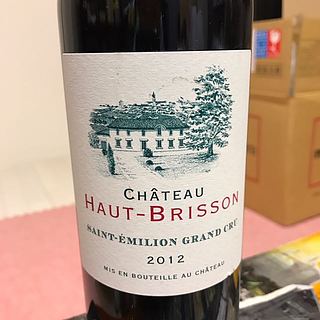 CHÂTEAU
HAUT-BRISSON
SAINT-ÉMILION GRAND CRU
2012
MIS EN BOUTEILLE AU CHÂTEAU